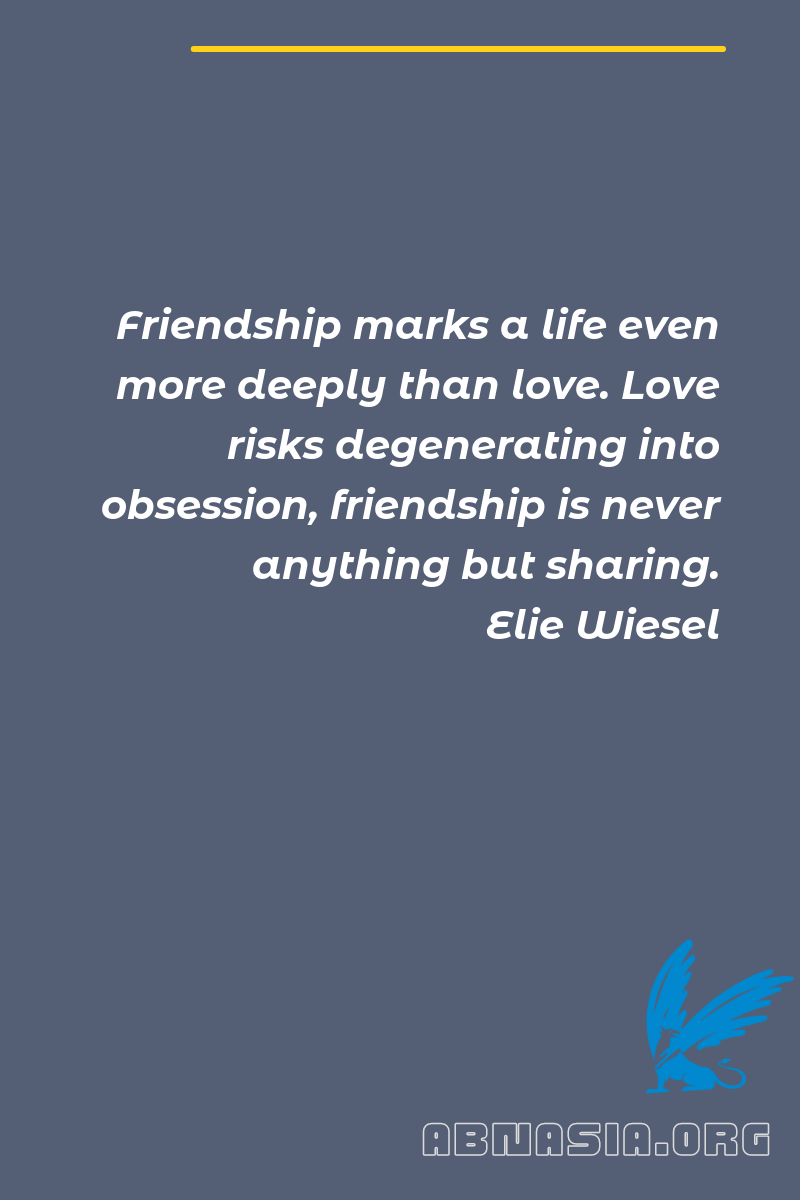 Friendship marks a life even
more deeply than love. Love
risks degenerating into
obsession, friendship is never
anything but sharing.
Elie Wiesel
ABNASIA.ORG